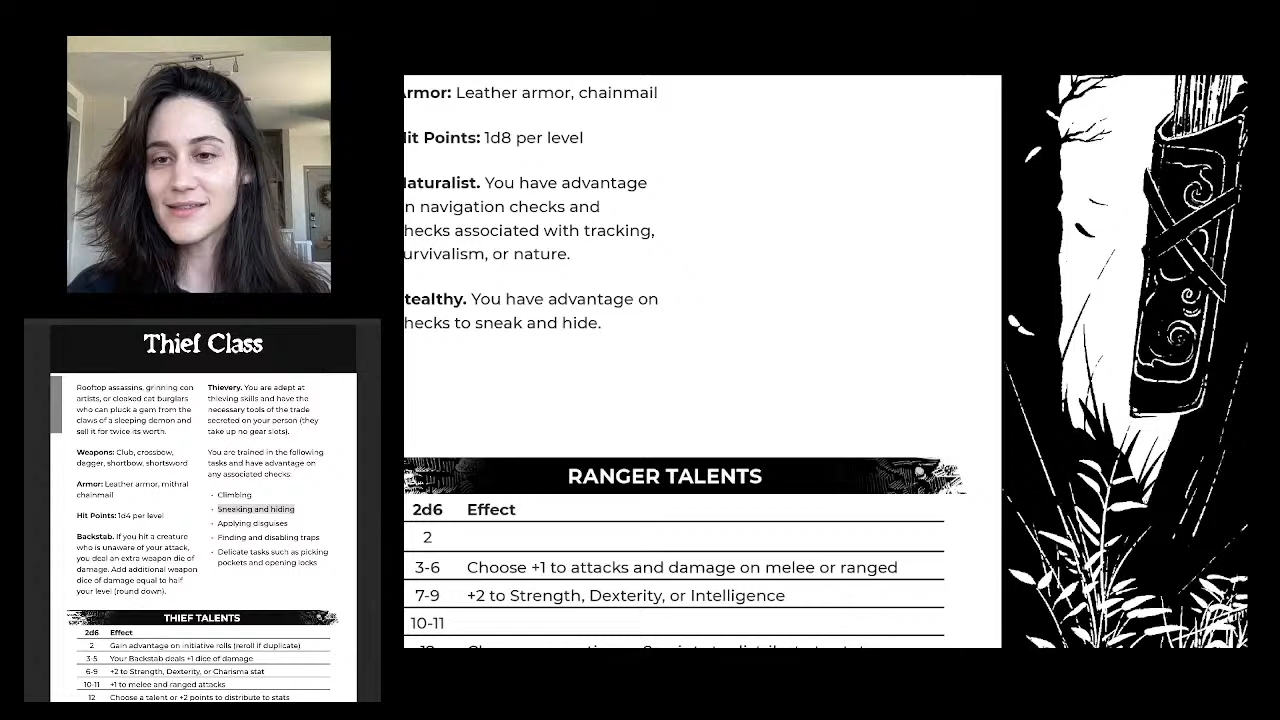 Thief Class
Rooftop assassins, grinning con
artists, or cloaked cat burglars
who can pluck a gem from the
claws of a sleeping demon and
sell it for twice its worth.
Weapons: Club, crossbow,
dagger, shortbow, shortsword
Armor: Leather armor, mithral
chainmail
Hit Points: 1d4 per level
Backstab. If you hit a creature
who is unaware of your attack,
you deal an extra weapon die of
damage. Add additional weapon
dice of damage equal to half
your level (round down).
Thievery. You are adept at
thieving skills and have the
necessary tools of the trade
secreted on your person (they
take up no gear slots).
You are trained in the following
tasks and have advantage on
any associated checks:
• Climbing
• Sneaking and hiding
• Applying disguises
• Finding and disabling traps
• Delicate tasks such as picking
pockets and opening locks
THIEF TALENTS
2d6 Effect
2 Gain advantage on initiative rolls (reroll if duplicate)
3-5 Your Backstab deals +1 dice of damage
6-9 +2 to Strength, Dexterity, or Charisma stat
10-11 +1 to melee and ranged attacks
12 Choose a talent or +2 points to distribute to stats
rmor: Leather armor, chainmail
it Points: 1d8 per level
aturalist. You have advantage
n navigation checks and
hecks associated with tracking,
urvivalism, or nature.
tealthy. You have advantage on
hecks to sneak and hide.
RANGER TALENTS
2d6 Effect
2
3-6 Choose +1 to attacks and damage on melee or ranged
7-9 +2 to Strength, Dexterity, or Intelligence
10-11